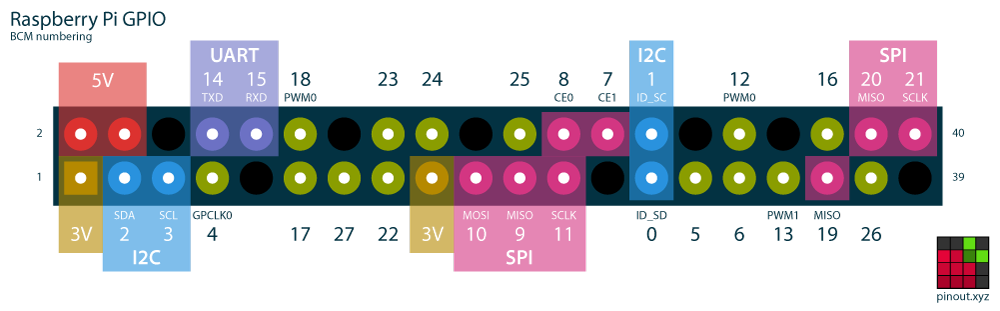 Raspberry Pi GPIO
BCM numbering
UART I2C SPI
5V 14 15 18 23 24 25 8 7 1 12 16 20 21
TXD RXD PWM0 CE0 CE1 ID_SC PWM0 MISO SCLK
2 40
1 39
SDA SCL GPCLK0 MOSI MISO SCLK ID_SD PWM1 MISO
3V 2 3 4 17 27 22 3V 10 9 11 0 5 6 13 19 26
I2C SPI
pinout.xyz